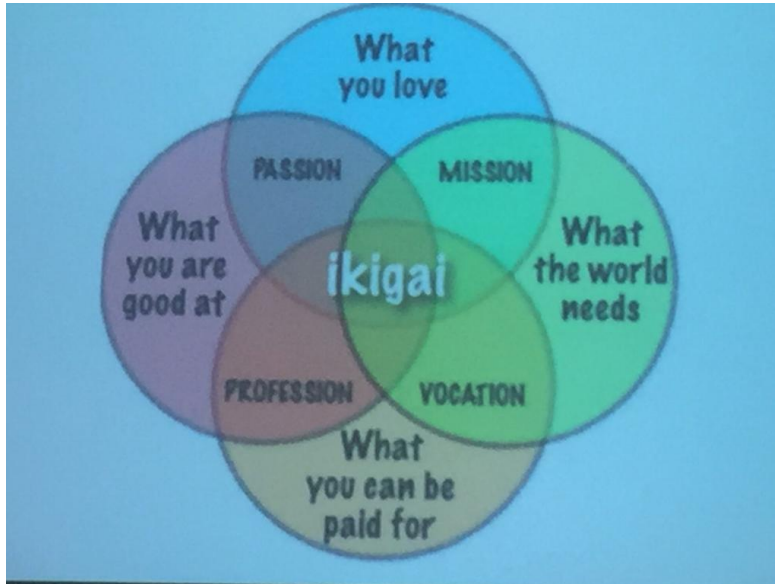 What
you love
PASSION
MISSION
What
you are
good at
ikigai
What
the world
needs
PROFESSION
VOCATION
What
you can be
paid for